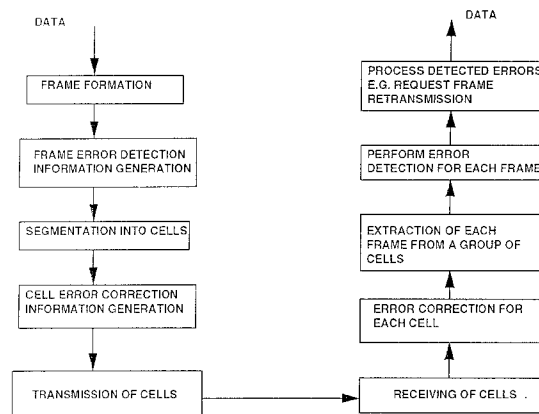 DATA
FRAME FORMATION
FRAME ERROR DETECTION
INFORMATION GENERATION
SEGMENTATION INTO CELLS
CELL ERROR CORRECTION
INFORMATION GENERATION
TRANSMISSION OF CELLS
DATA
PROCESS DETECTED ERRORS
E.G. REQUEST FRAME
RETRANSMISSION
PERFORM ERROR
DETECTION FOR EACH FRAME
EXTRACTION OF EACH
FRAME FROM A GROUP OF
CELLS
ERROR CORRECTION FOR
EACH CELL
RECEIVING OF CELLS .